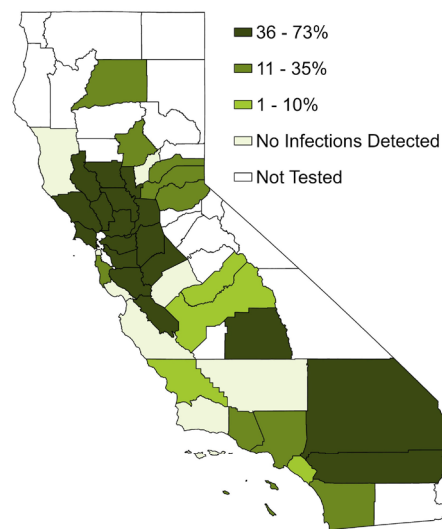 36 - 73%
11 - 35%
1 - 10%
No Infections Detected
Not Tested